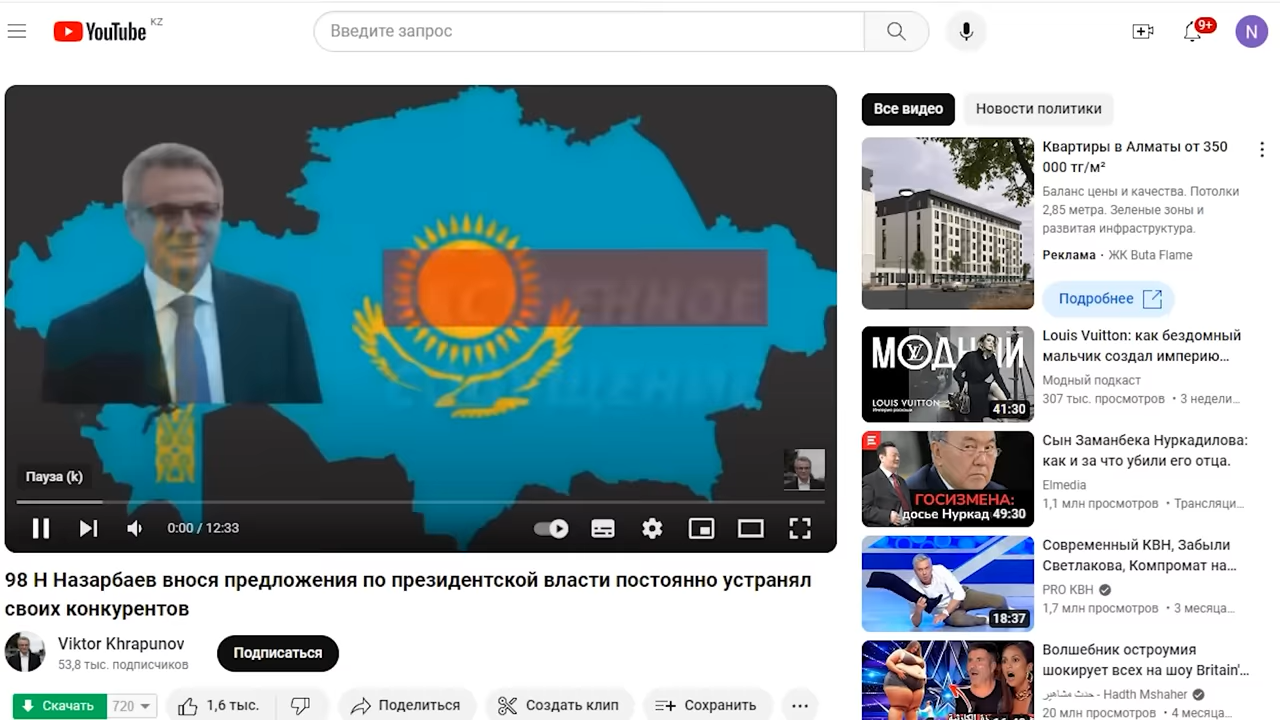 YouTube KZ
Введите запрос
9+
N
Пауза (k)
0:00 / 12:33
98 Н Назарбаев внося предложения по президентской власти постоянно устранял
своих конкурентов
Viktor Khrapunov
53,8 тыс. подписчиков
Подписаться
Скачать
720
1,6 тыс.
Поделиться
Создать клип
Сохранить
Все видео
Новости политики
Квартиры в Алматы от 350
000 тг/м²
Баланс цены и качества. Потолки
2,85 метра. Зеленые зоны и
развитая инфраструктура.
Реклама · ЖК Buta Flame
Подробнее
МОДНЫЙ
LOUIS VUITTON
41:30
Louis Vuitton: как бездомный
мальчик создал империю…
Модный подкаст
307 тыс. просмотров • 3 недели…
ГОСИЗМЕНА:
досье Нуркад 49:30
Сын Заманбека Нуркадилова:
как и за что убили его отца.
Elmedia
1,1 млн просмотров • Трансляци…
18:37
Современный КВН, Забыли
Светлакова, Компромат на…
PRO КВН
1,7 млн просмотров • 3 месяца…
Волшебник остроумия
шокирует всех на шоу Britain'…
حدث مشاهير - Hadth Mshaher
20 млн просмотров • 4 месяца…